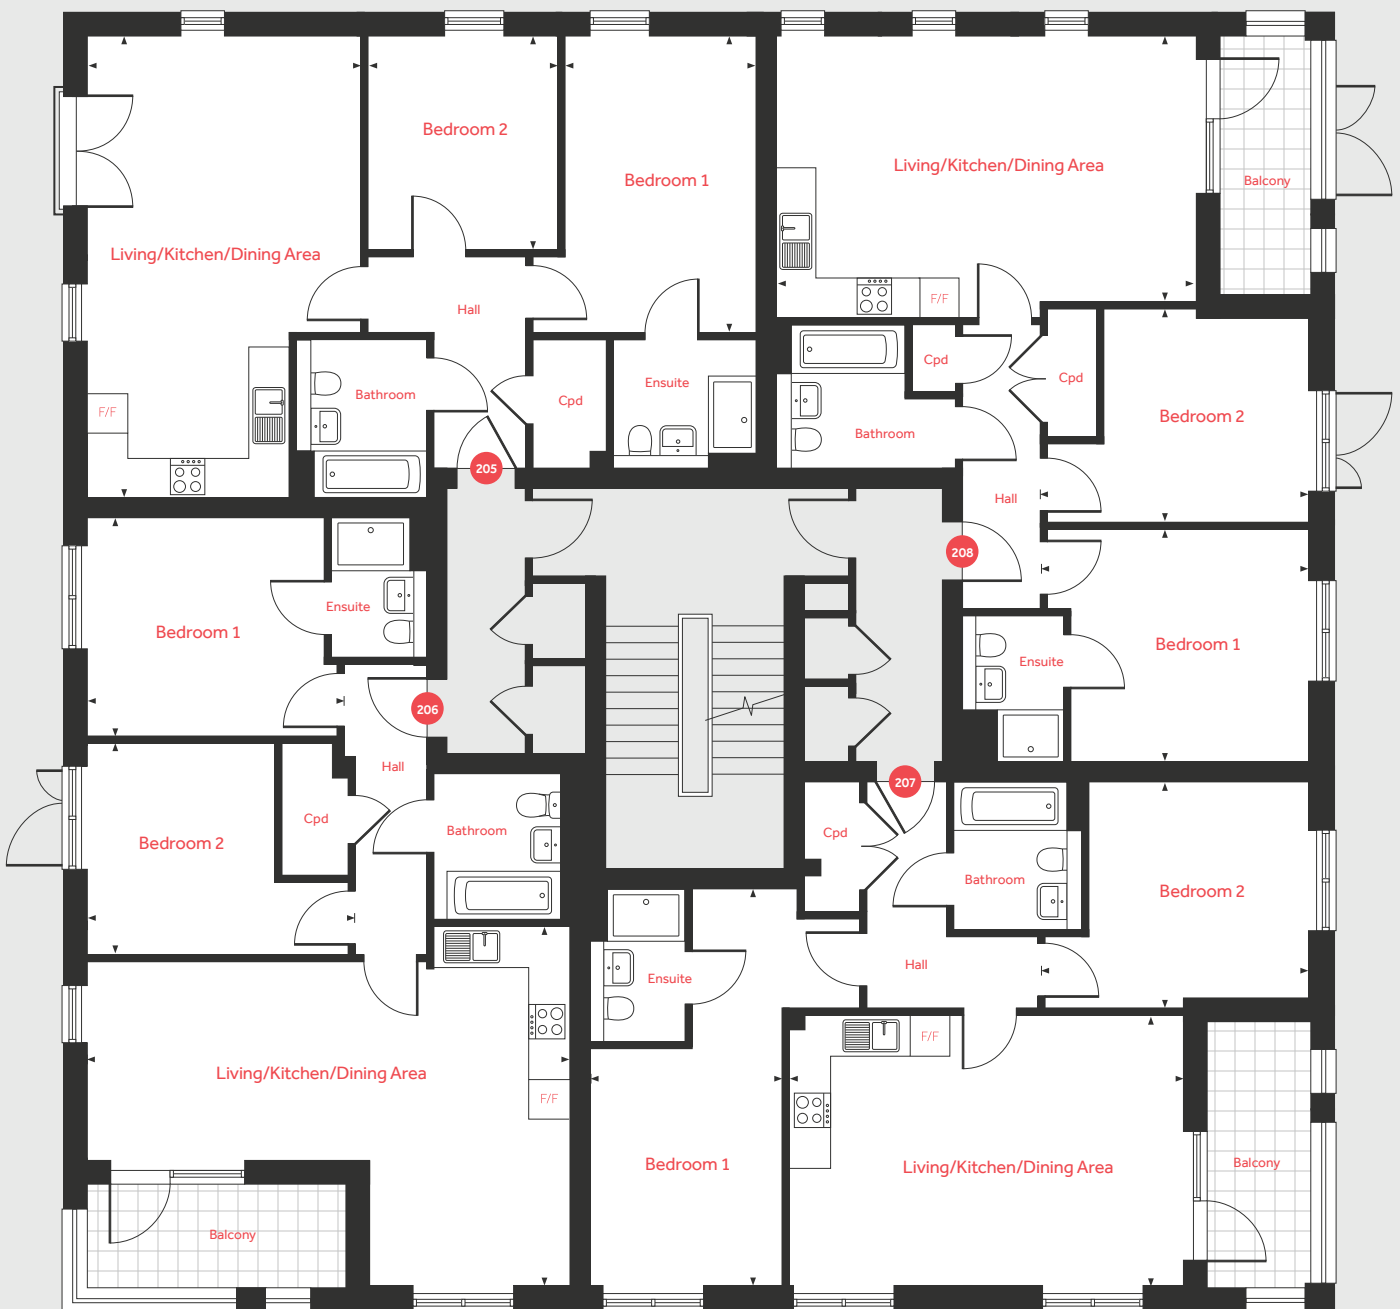 Bedroom 2
Bedroom 1
Living/Kitchen/Dining Area
Balcony
Living/Kitchen/Dining Area
Hall
F/F
Cpd
Cpd
Ensuite
Bathroom
Cpd
F/F
Bedroom 2
Bathroom
205
Hall
208
Ensuite
Bedroom 1
Bedroom 1
Ensuite
206
Hall
207
Cpd
Bathroom
Cpd
Bedroom 2
Bathroom
Bedroom 2
Hall
Ensuite
F/F
Living/Kitchen/Dining Area
F/F
Bedroom 1
Living/Kitchen/Dining Area
Balcony
Balcony